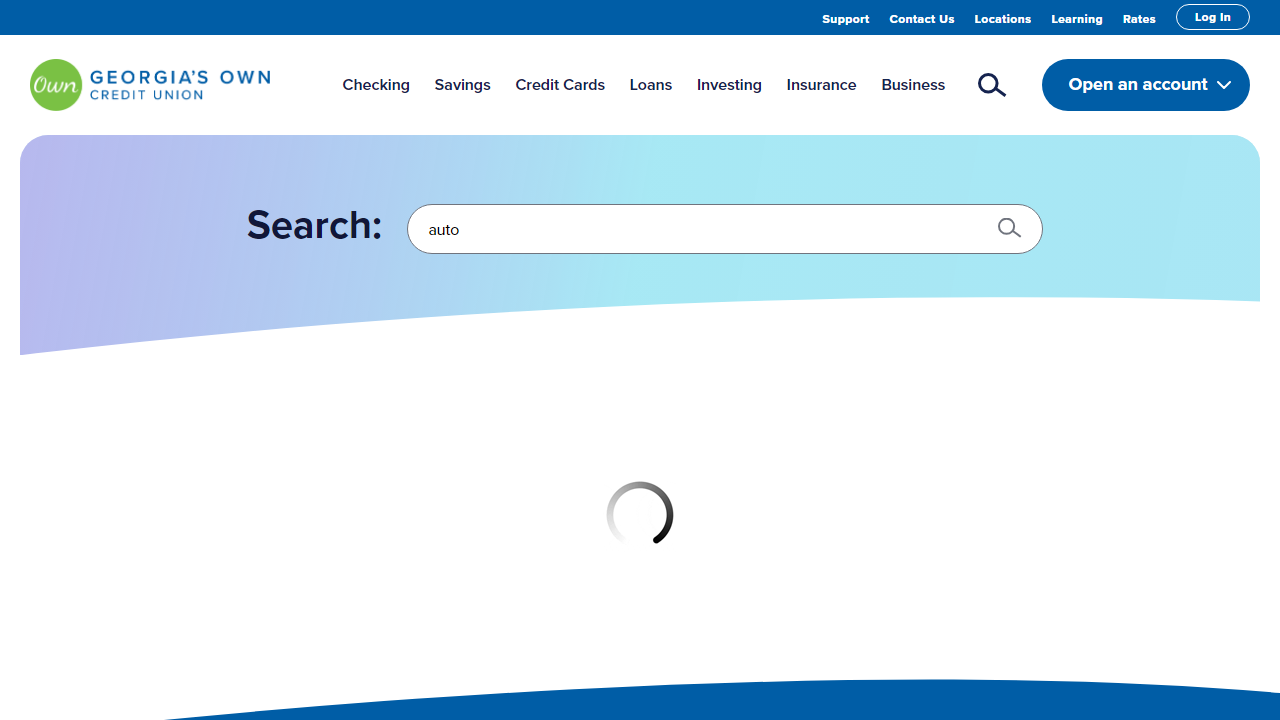 Support Contact Us Locations Learning Rates Log In
Own GEORGIA'S OWN
CREDIT UNION
Checking Savings Credit Cards Loans Investing Insurance Business Open an account
Search: auto